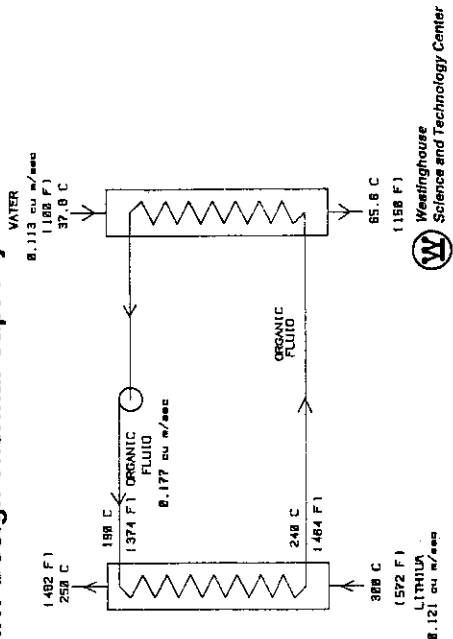 WATER
0.113 cu m/sec
(100 F)
37.8 C
(482 F)
250 C
190 C
(374 F)
ORGANIC
FLUID
0.177 cu m/sec
ORGANIC
FLUID
240 C
(464 F)
300 C
(572 F)
LITHIUM
0.121 cu m/sec
65.6 C
(150 F)
W
Westinghouse
Science and Technology Center